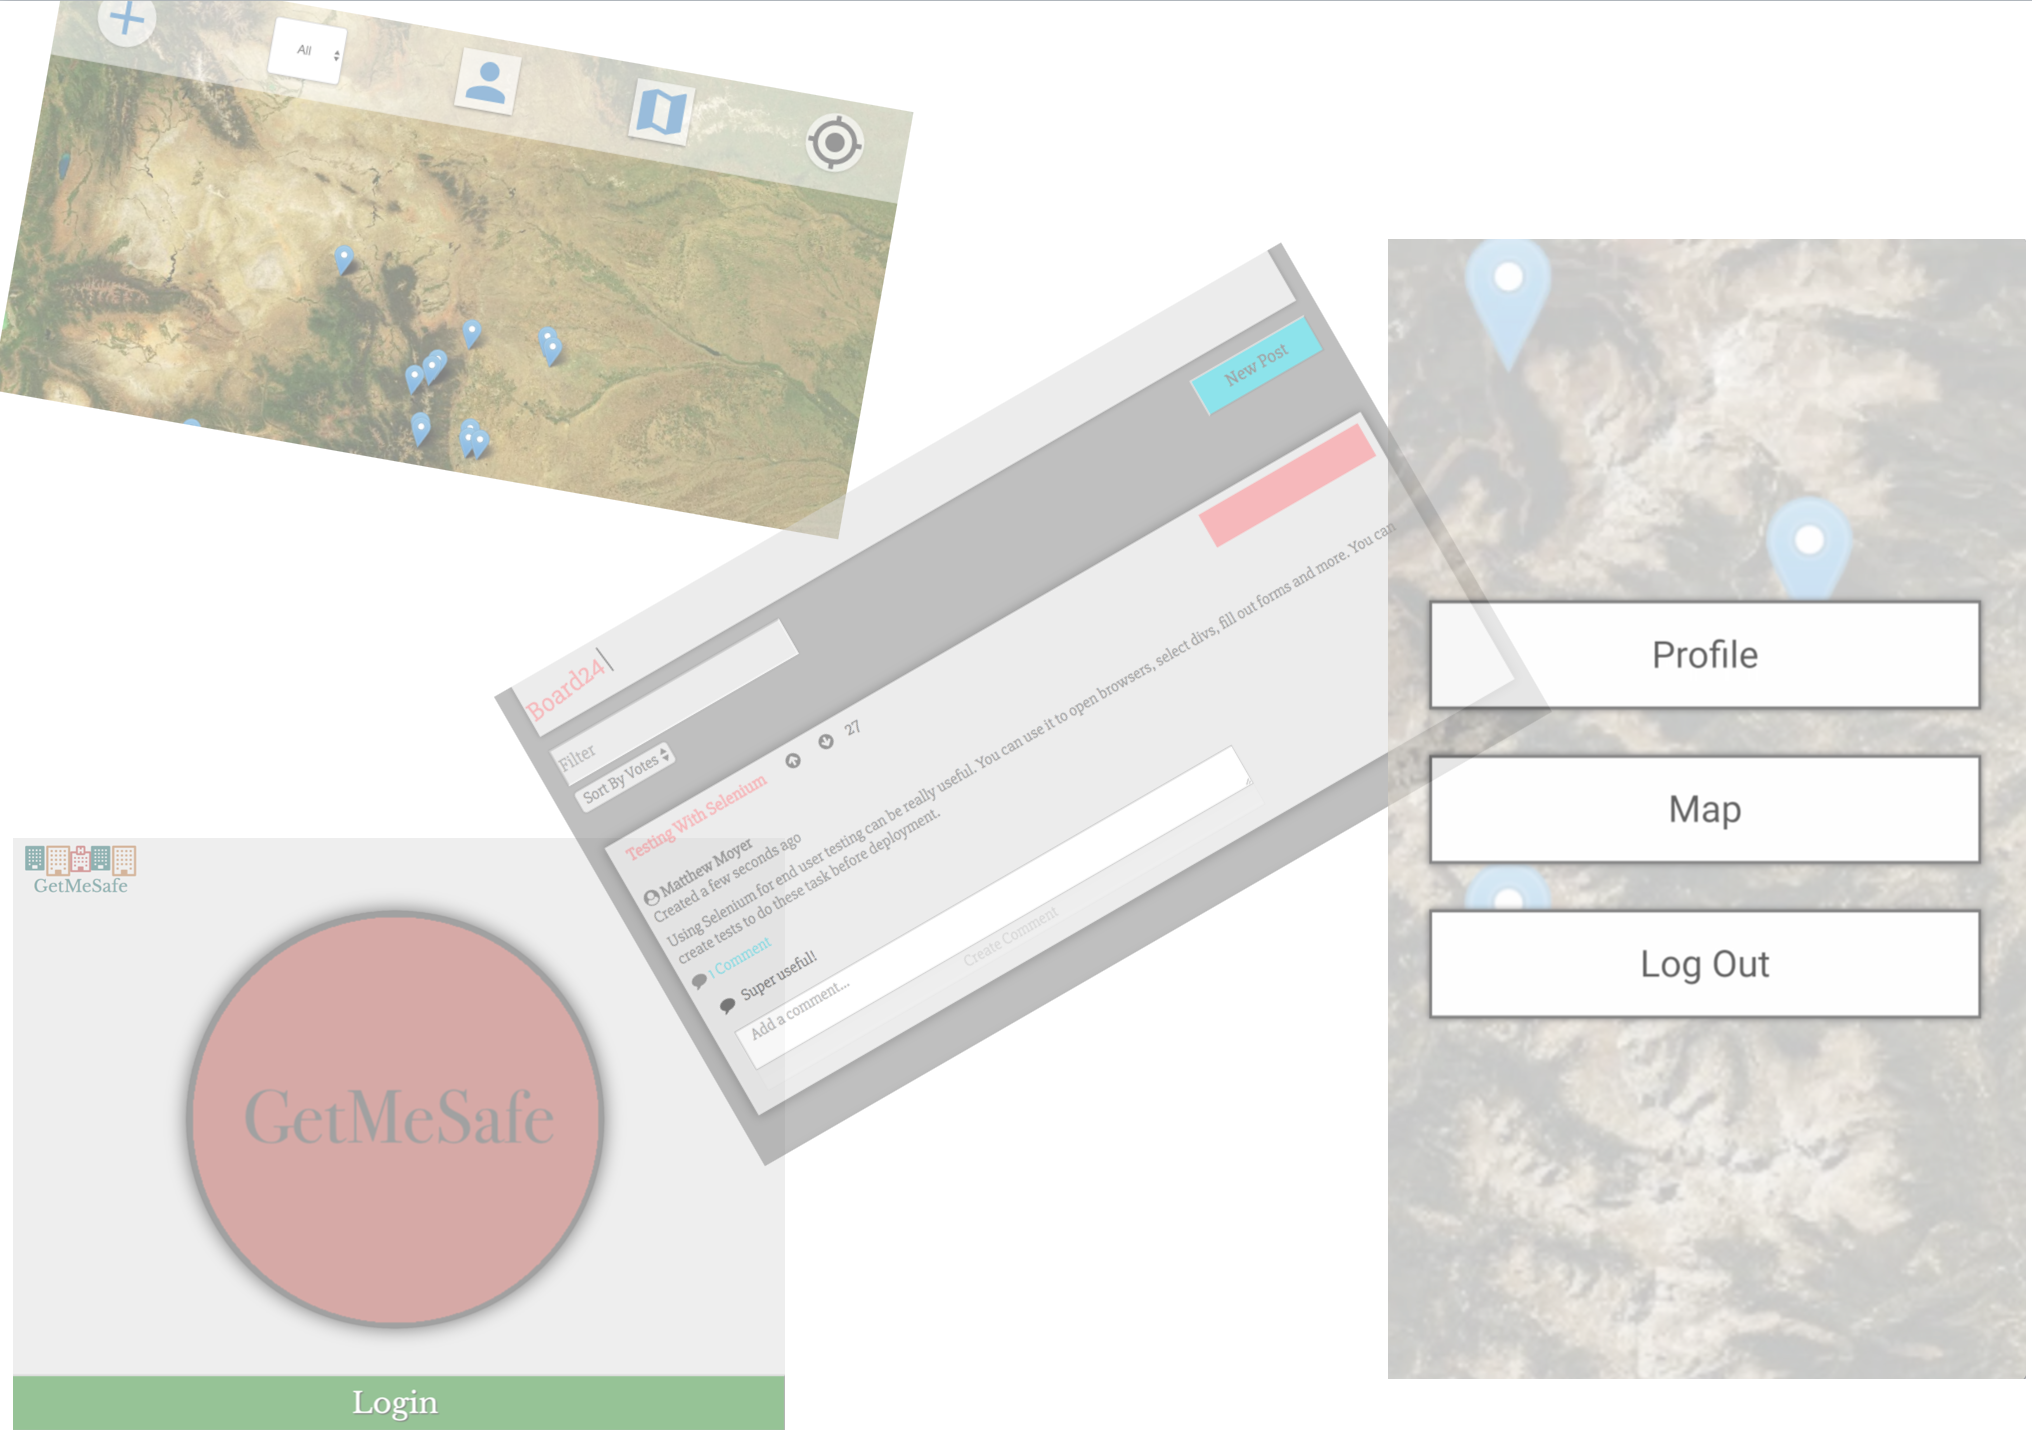 All
New Post
Board24
Filter
Sort By Votes
Testing With Selenium
27
Matthew Moyer
Created a few seconds ago
Using Selenium for end user testing can be really useful. You can use it to open browsers, select divs, fill out forms and more. You can
create tests to do these task before deployment.
1 Comment
Super useful!
Add a comment...
Create Comment
Profile
Map
Log Out
H
GetMeSafe
GetMeSafe
Login